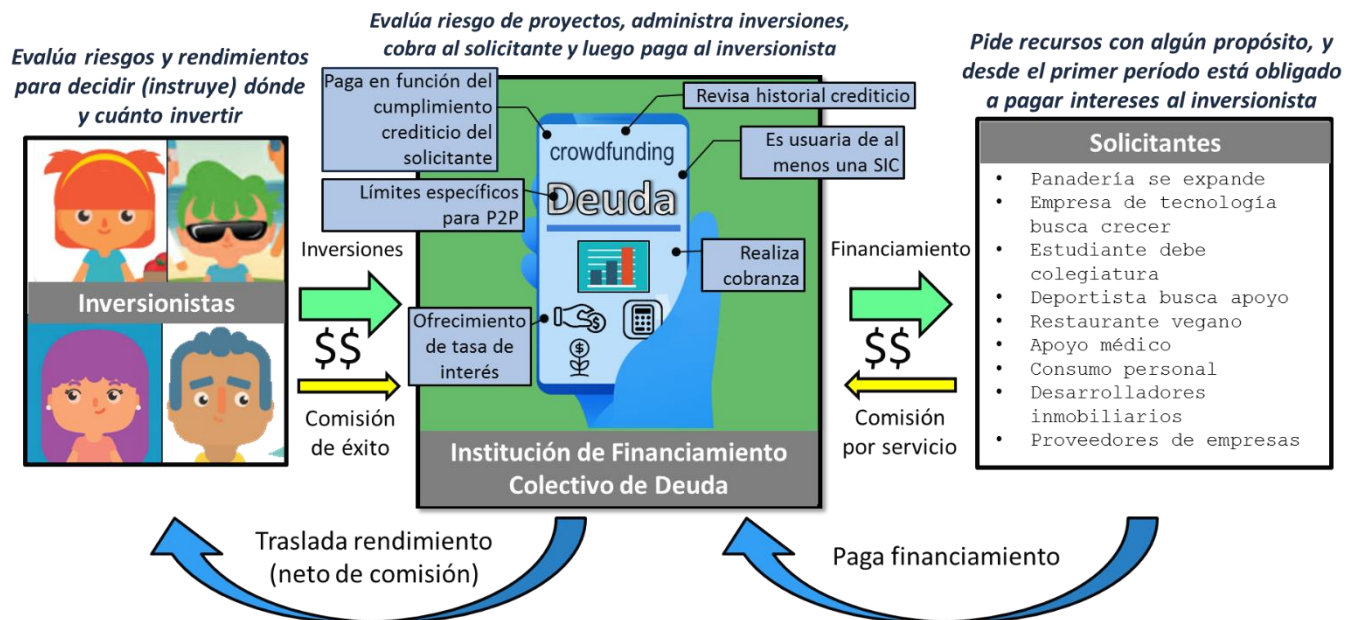 Evalúa riesgos y rendimientos
para decidir (instruye) dónde
y cuánto invertir
Inversionistas
Inversiones
$$
Comisión
de éxito
Evalúa riesgo de proyectos, administra inversiones,
cobra al solicitante y luego paga al inversionista
Paga en función del
cumplimiento
crediticio del
solicitante
Revisa historial crediticio
crowdfunding
Es usuaria de al
menos una SIC
Límites específicos
para P2P
Deuda
Realiza
cobranza
Ofrecimiento
de tasa de
interés
$
$
Institución de Financiamiento
Colectivo de Deuda
Financiamiento
$$
Comisión
por servicio
Pide recursos con algún propósito, y
desde el primer período está obligado
a pagar intereses al inversionista
Solicitantes
• Panadería se expande
• Empresa de tecnología
busca crecer
• Estudiante debe
colegiatura
• Deportista busca apoyo
• Restaurante vegano
• Apoyo médico
• Consumo personal
• Desarrolladores
inmobiliarios
• Proveedores de empresas
Traslada rendimiento
(neto de comisión)
Paga financiamiento